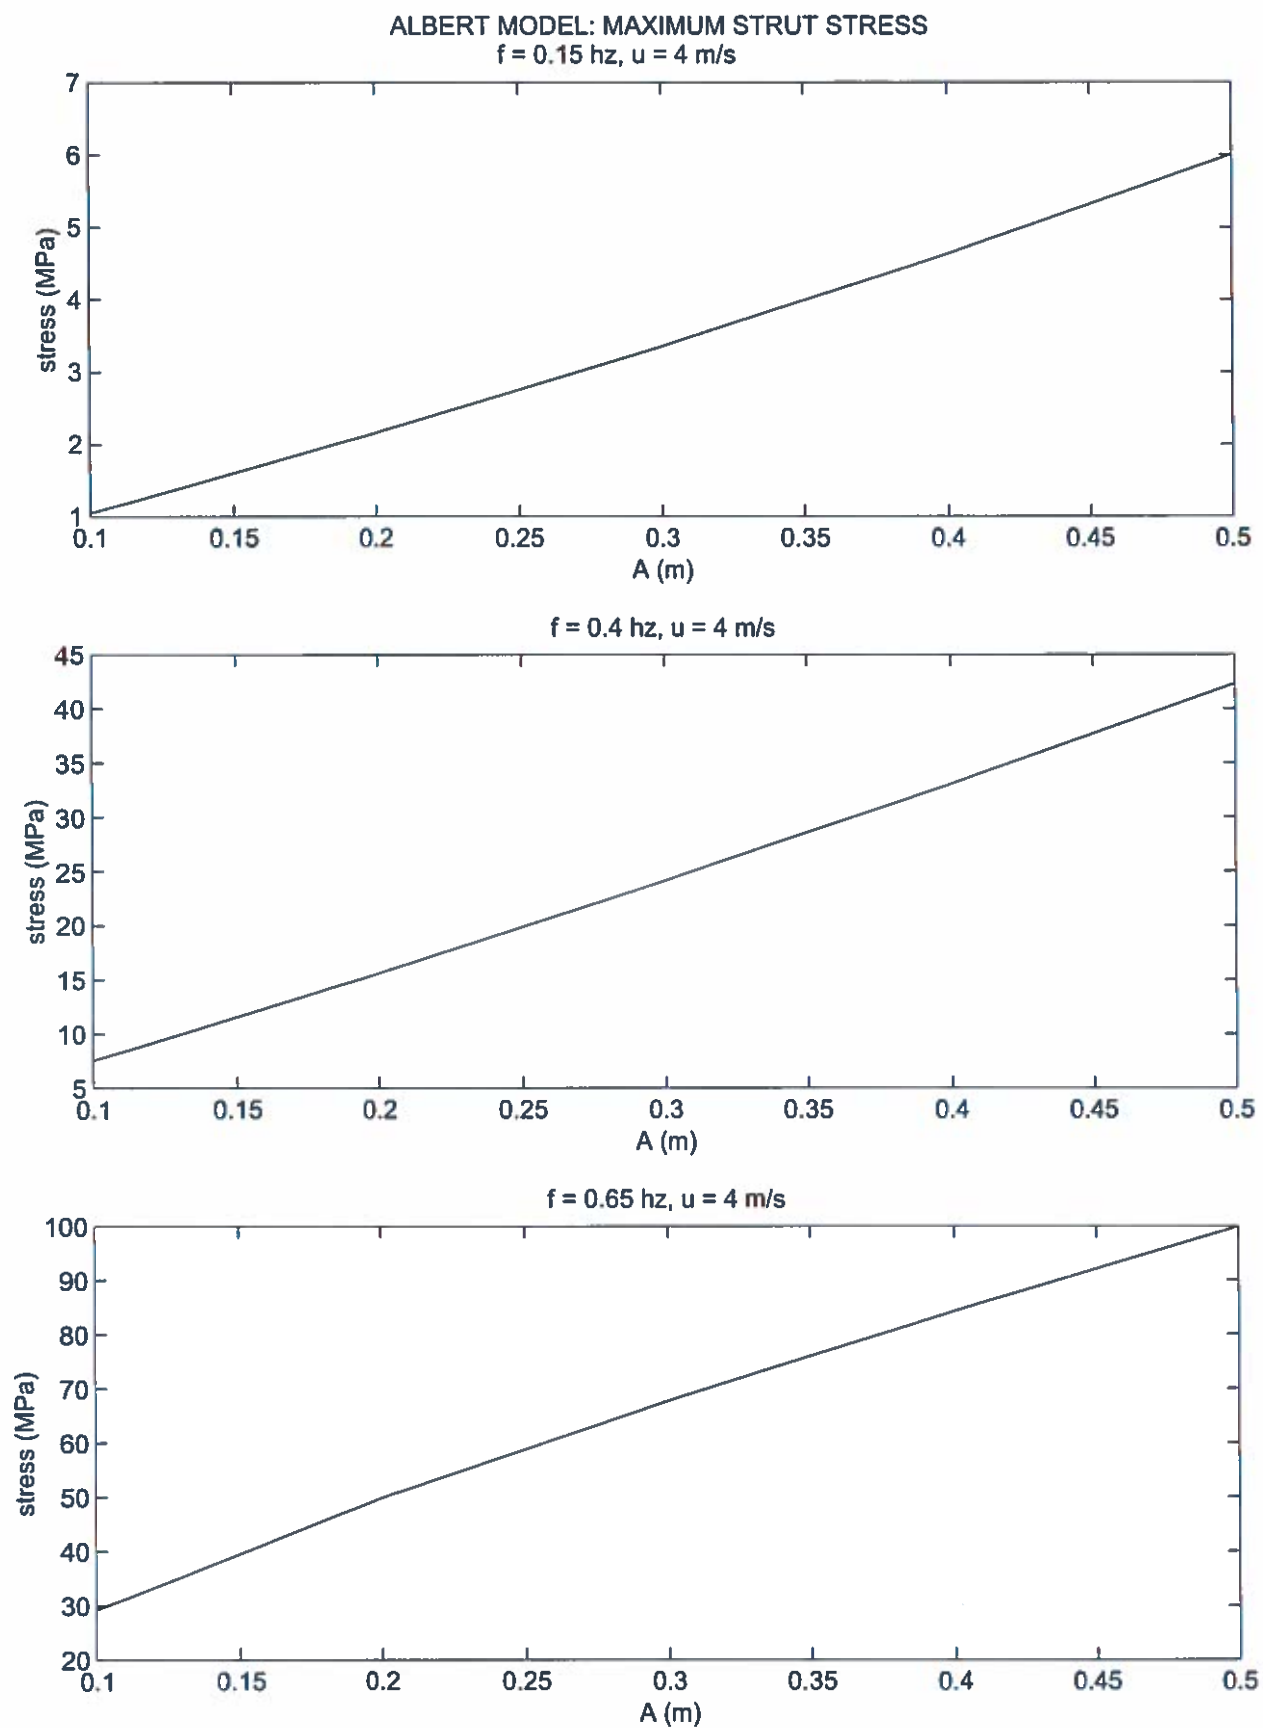 ALBERT MODEL: MAXIMUM STRUT STRESS
f = 0.15 hz, u = 4 m/s
7
6
5
4
3
2
1
stress (MPa)
0.1 0.15 0.2 0.25 0.3 0.35 0.4 0.45 0.5
A (m)
f = 0.4 hz, u = 4 m/s
45
40
35
30
25
20
15
10
5
stress (MPa)
0.1 0.15 0.2 0.25 0.3 0.35 0.4 0.45 0.5
A (m)
f = 0.65 hz, u = 4 m/s
100
90
80
70
60
50
40
30
20
stress (MPa)
0.1 0.15 0.2 0.25 0.3 0.35 0.4 0.45 0.5
A (m)